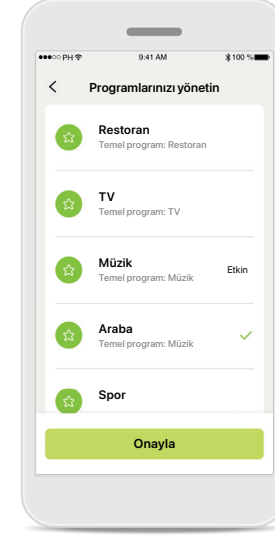 ●●●○○ PH 9:41 AM 100 %
Programlarınızı yönetin
Restoran
Temel program: Restoran
TV
Temel program: TV
Müzik
Temel program: Müzik
Etkin
Araba
Temel program: Müzik
Spor
Onayla